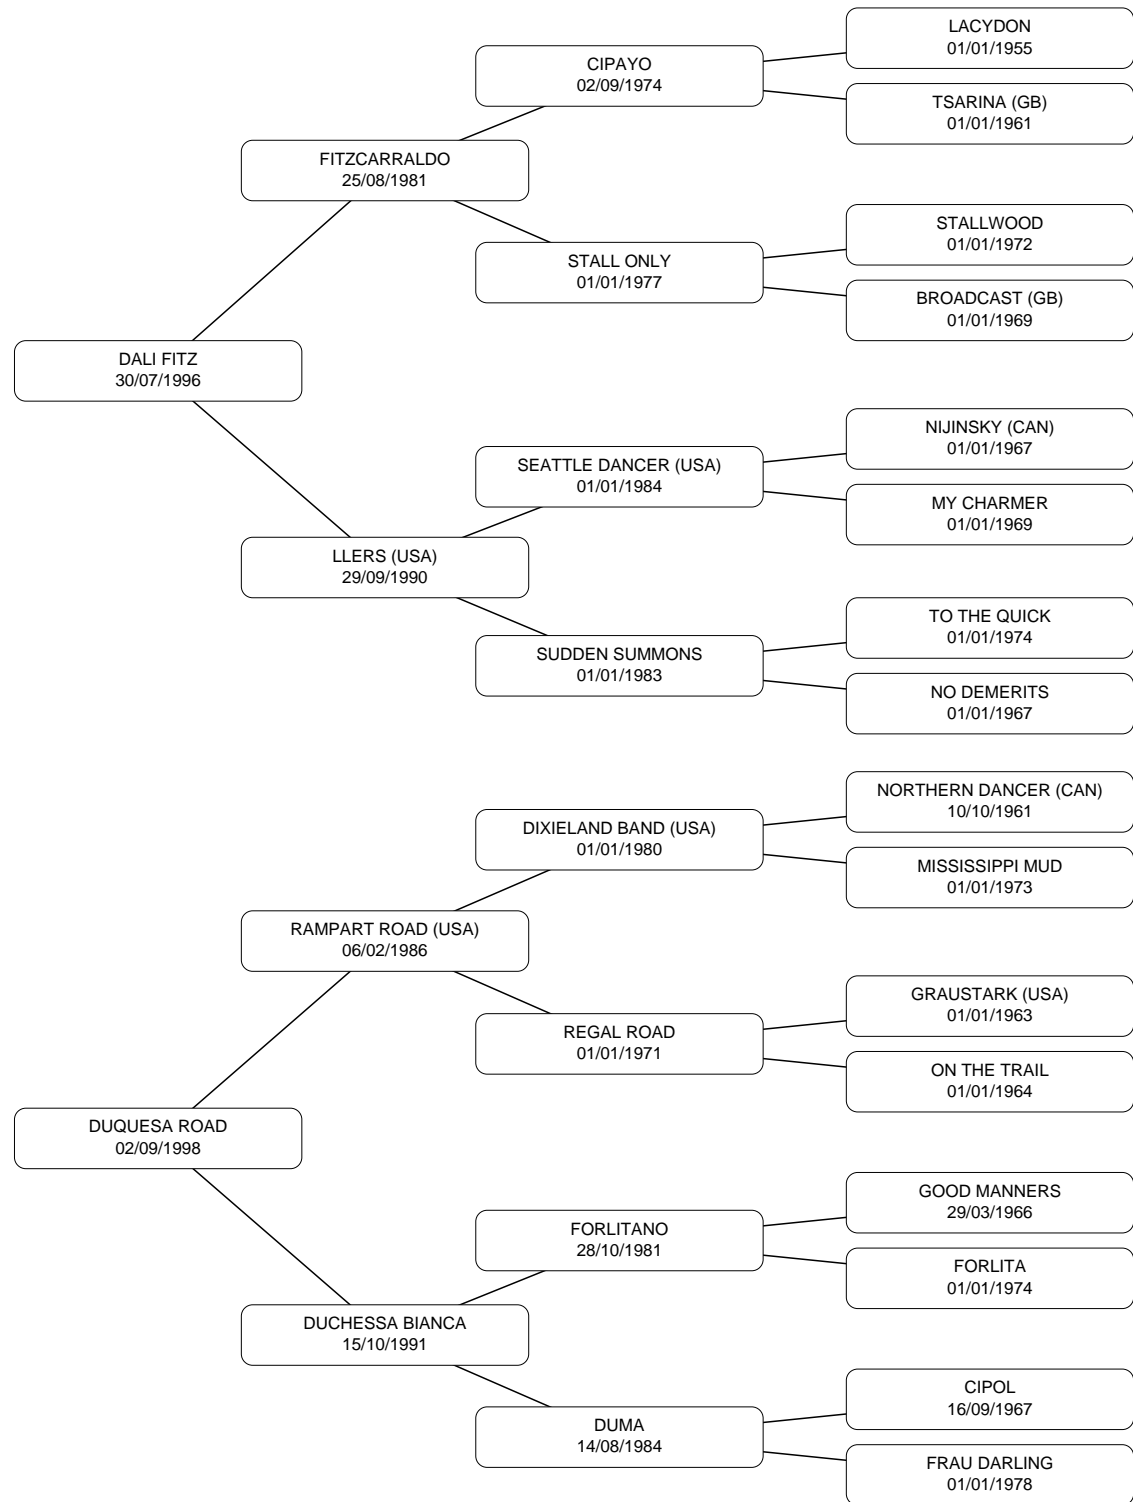 LACYDON
01/01/1955
CIPAYO
02/09/1974
TSARINA (GB)
01/01/1961
FITZCARRALDO
25/08/1981
STALLWOOD
01/01/1972
STALL ONLY
01/01/1977
BROADCAST (GB)
01/01/1969
DALI FITZ
30/07/1996
NIJINSKY (CAN)
01/01/1967
SEATTLE DANCER (USA)
01/01/1984
MY CHARMER
01/01/1969
LLERS (USA)
29/09/1990
TO THE QUICK
01/01/1974
SUDDEN SUMMONS
01/01/1983
NO DEMERITS
01/01/1967
NORTHERN DANCER (CAN)
10/10/1961
DIXIELAND BAND (USA)
01/01/1980
MISSISSIPPI MUD
01/01/1973
RAMPART ROAD (USA)
06/02/1986
GRAUSTARK (USA)
01/01/1963
REGAL ROAD
01/01/1971
ON THE TRAIL
01/01/1964
DUQUESA ROAD
02/09/1998
GOOD MANNERS
29/03/1966
FORLITANO
28/10/1981
FORLITA
01/01/1974
DUCHESSA BIANCA
15/10/1991
CIPOL
16/09/1967
DUMA
14/08/1984
FRAU DARLING
01/01/1978